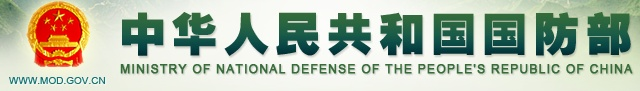 中华人民共和国国防部
MINISTRY OF NATIONAL DEFENSE OF THE PEOPLE'S REPUBLIC OF CHINA
WWW.MOD.GOV.CN